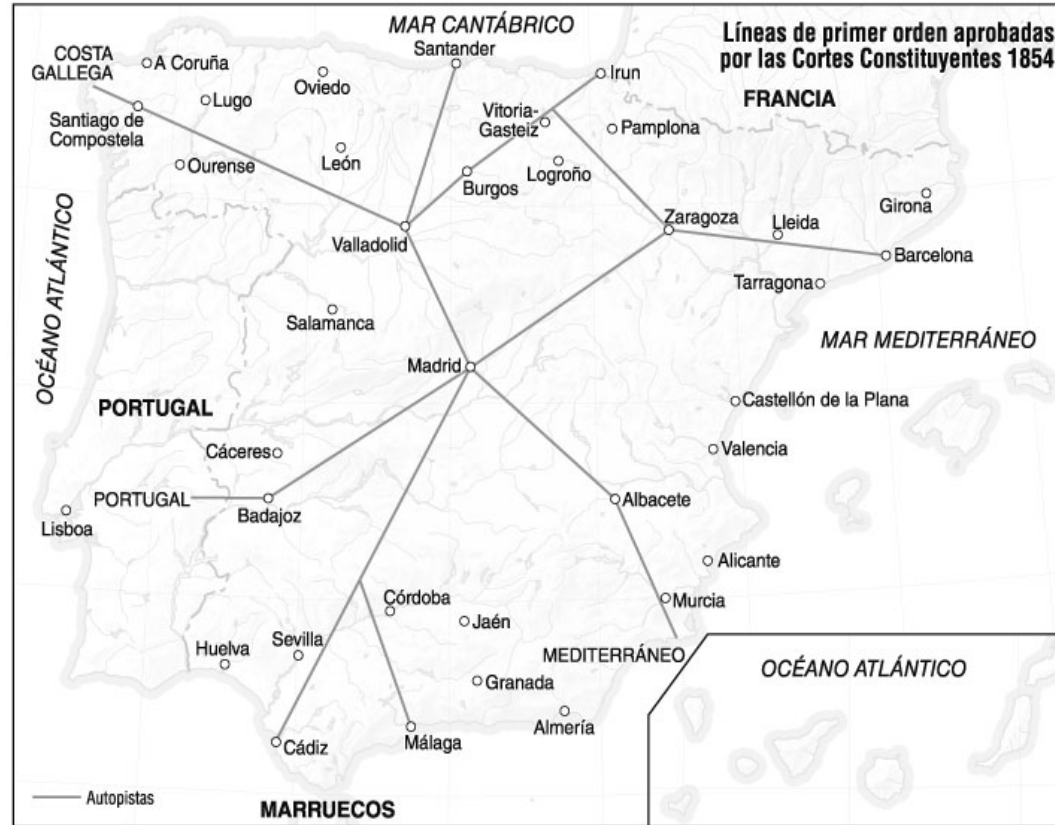 Líneas de primer orden aprobadas
por las Cortes Constituyentes 1854
MAR CANTÁBRICO
COSTA
GALLEGA
A Coruña
Oviedo
Santander
Irun
FRANCIA
Lugo
Santiago de
Compostela
Vitoria-
Gasteiz
Pamplona
Ourense
León
Burgos
Logroño
Girona
Valladolid
Zaragoza
Lleida
Barcelona
Tarragona
OCÉANO ATLÁNTICO
Salamanca
MAR MEDITERRÁNEO
Madrid
PORTUGAL
Castellón de la Plana
Cáceres
Valencia
PORTUGAL
Lisboa
Badajoz
Albacete
Alicante
Córdoba
Jaén
Murcia
Huelva
Sevilla
MEDITERRÁNEO
Granada
OCÉANO ATLÁNTICO
Almería
Cádiz
Málaga
Autopistas
MARRUECOS